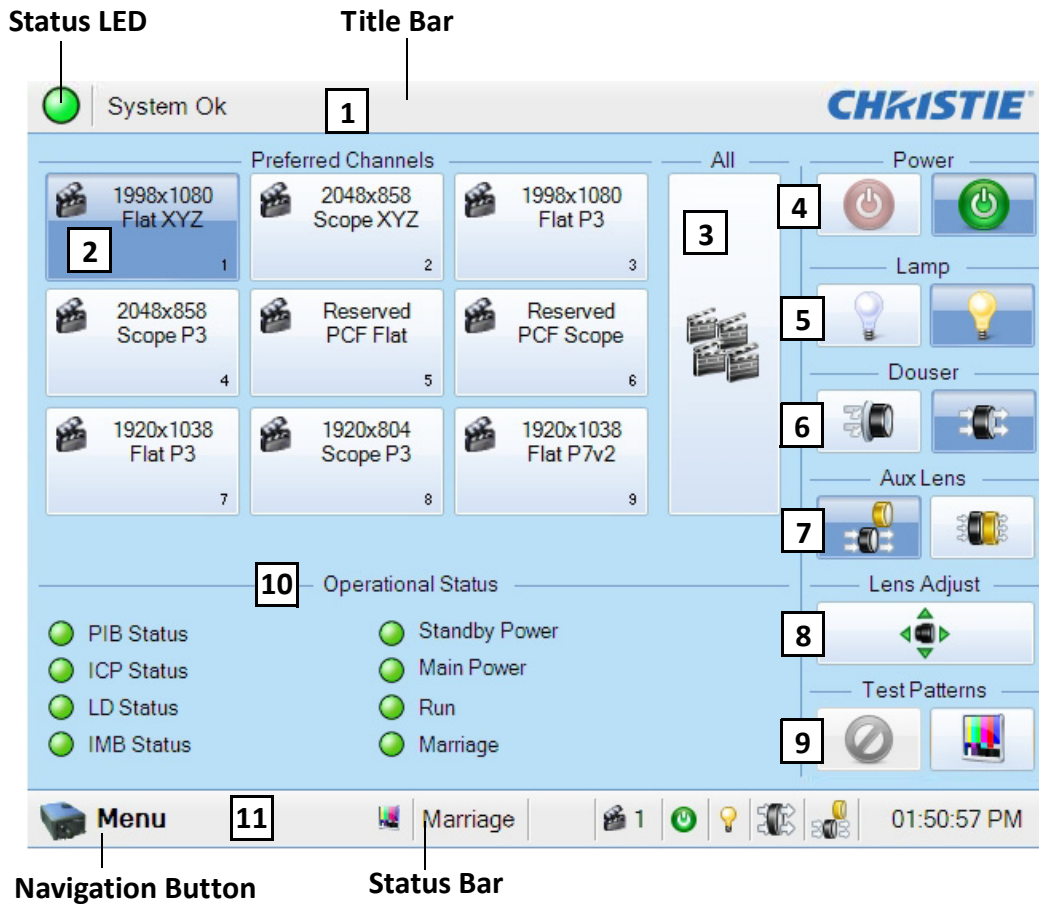 Status LED
Title Bar
System Ok
1
CHRISTIE
Preferred Channels
All
Power
1998x1080
Flat XYZ
2
1
2048x858
Scope XYZ
2
1998x1080
Flat P3
3
3
4
Lamp
5
2048x858
Scope P3
4
Reserved
PCF Flat
5
Reserved
PCF Scope
6
Douser
6
1920x1038
Flat P3
7
1920x804
Scope P3
8
1920x1038
Flat P7v2
9
Aux Lens
7
10
Operational Status
Lens Adjust
8
PIB Status
Standby Power
ICP Status
Main Power
LD Status
Run
IMB Status
Marriage
Test Patterns
9
Menu
11
Marriage
1
01:50:57 PM
Navigation Button
Status Bar